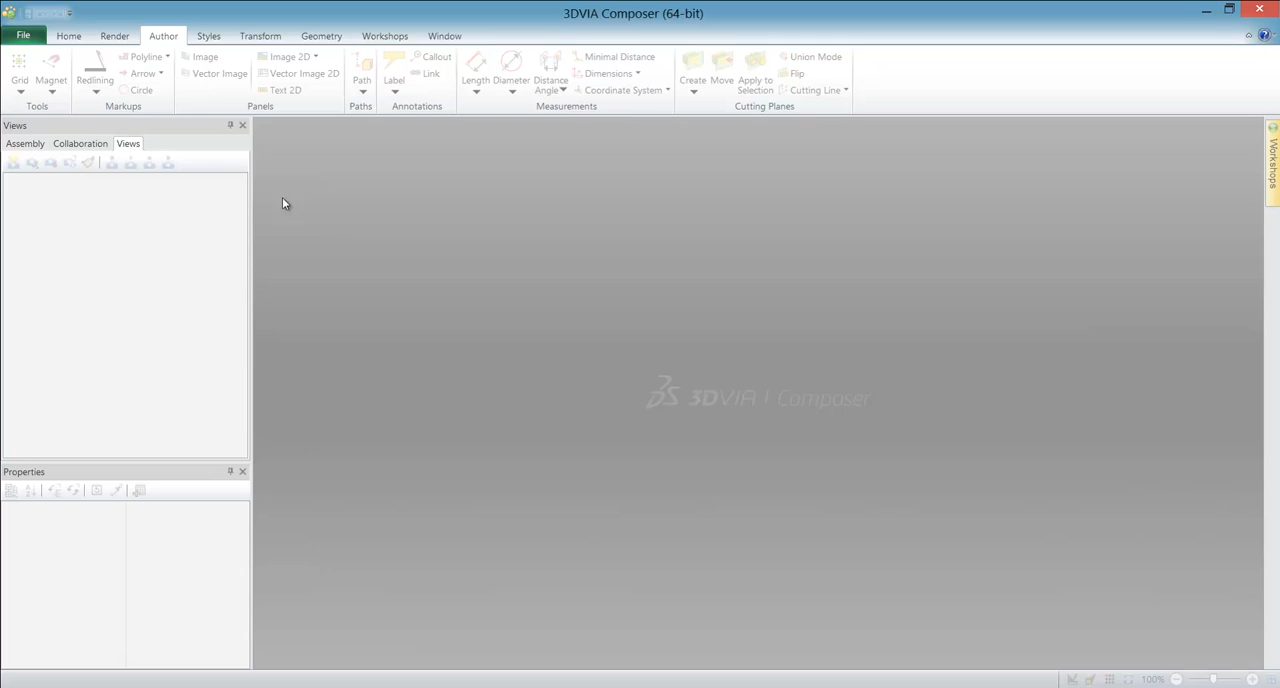 3DVIA Composer (64-bit)
File Home Render Author Styles Transform Geometry Workshops Window
Grid Magnet Tools
Redlining Polyline Arrow Circle Markups
Image Vector Image Image 2D Vector Image 2D Text 2D Panels
Path Paths
Label Callout Link Annotations
Length Diameter Distance Angle Minimal Distance Dimensions Coordinate System Measurements
Create Move Apply to Selection Union Mode Flip Cutting Line Cutting Planes
Views
Assembly Collaboration Views
Workshops
3DVIA Composer
Properties
100%